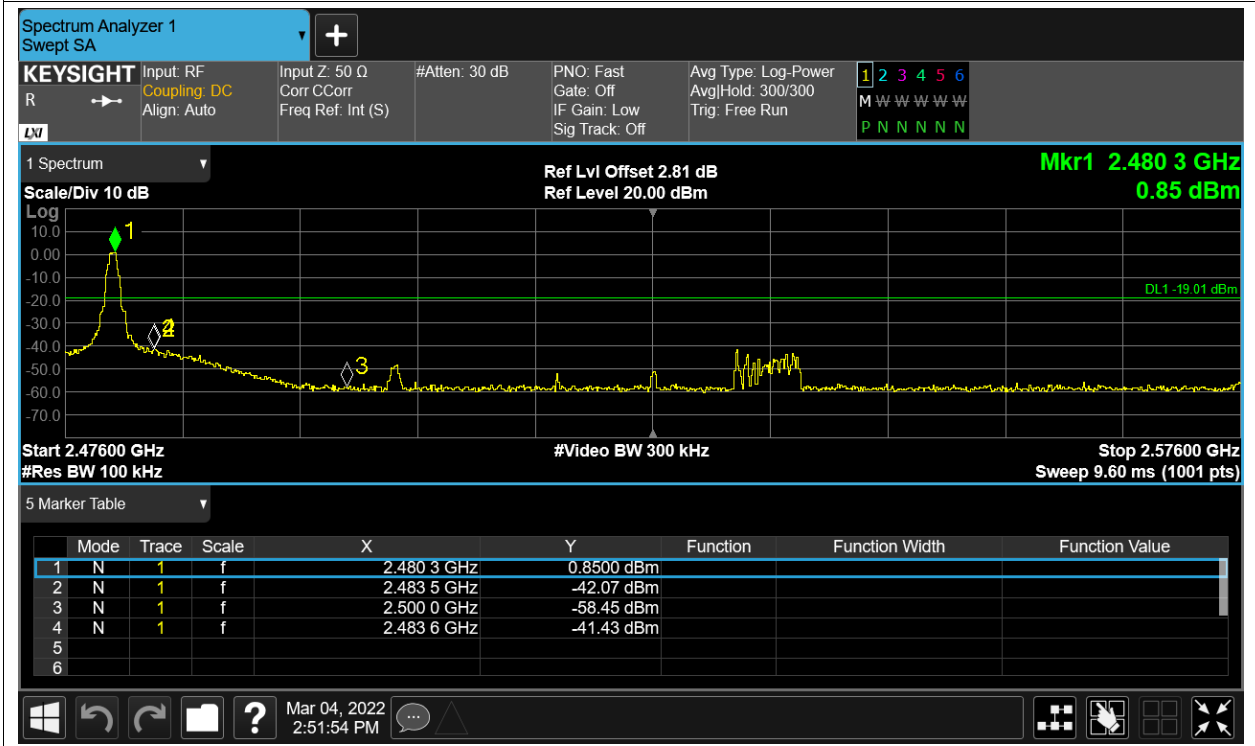 Spectrum Analyzer 1
Swept SA
KEYSIGHT
R
LXI
Input: RF
Coupling: DC
Align: Auto
Input Z: 50 Ω
Corr CCorr
Freq Ref: Int (S)
#Atten: 30 dB
PNO: Fast
Gate: Off
IF Gain: Low
Sig Track: Off
Avg Type: Log-Power
Avg|Hold: 300/300
Trig: Free Run
1 2 3 4 5 6
M W W W W W
P N N N N N
1 Spectrum
Scale/Div 10 dB
Ref Lvl Offset 2.81 dB
Ref Level 20.00 dBm
Mkr1 2.480 3 GHz
0.85 dBm
Log
10.0
0.00
-10.0
-20.0
-30.0
-40.0
-50.0
-60.0
-70.0
1
2
3
DL1 -19.01 dBm
Start 2.47600 GHz
#Res BW 100 kHz
#Video BW 300 kHz
Stop 2.57600 GHz
Sweep 9.60 ms (1001 pts)
5 Marker Table
Mode Trace Scale X Y Function Function Width Function Value
1 N 1 f 2.480 3 GHz 0.8500 dBm
2 N 1 f 2.483 5 GHz -42.07 dBm
3 N 1 f 2.500 0 GHz -58.45 dBm
4 N 1 f 2.483 6 GHz -41.43 dBm
5
6
?
Mar 04, 2022
2:51:54 PM